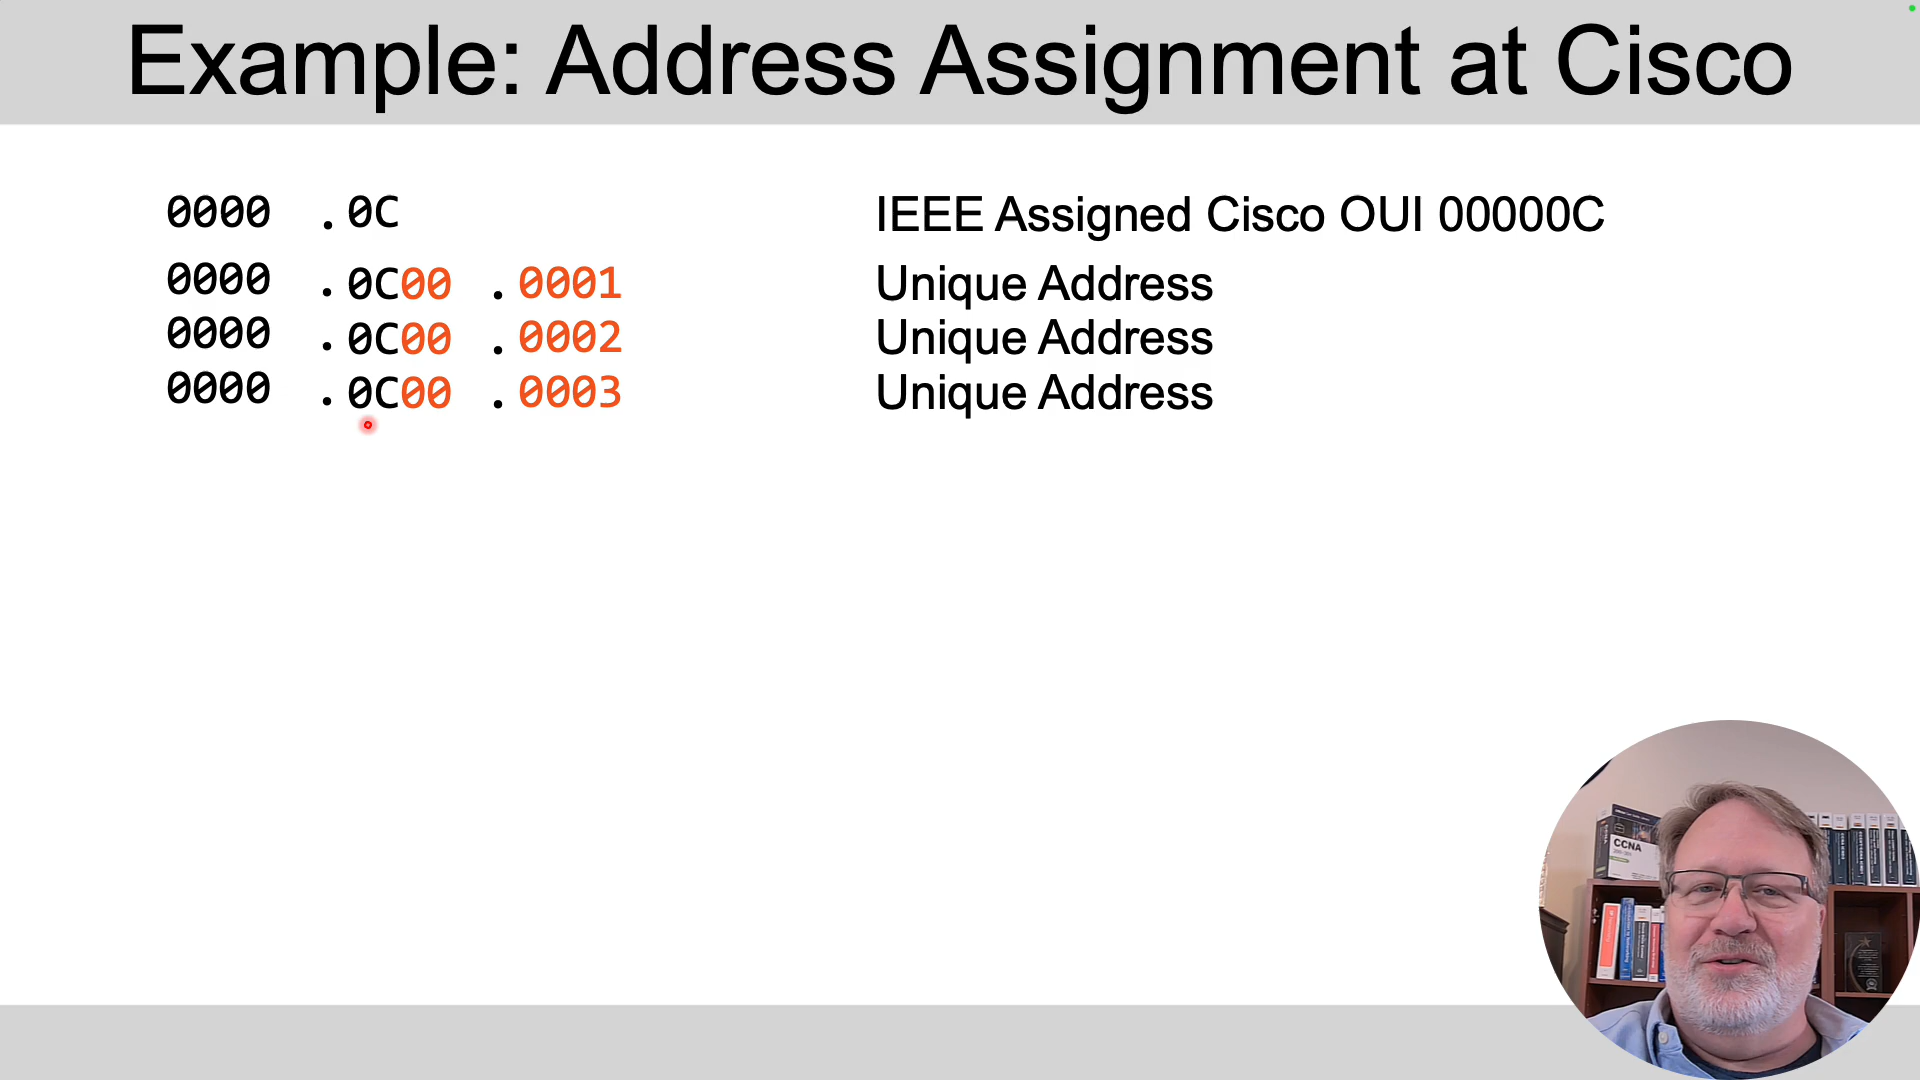 Example: Address Assignment at Cisco
0000 .0C IEEE Assigned Cisco OUI 00000C
0000 .0C00 .0001 Unique Address
0000 .0C00 .0002 Unique Address
0000 .0C00 .0003 Unique Address
CCNA